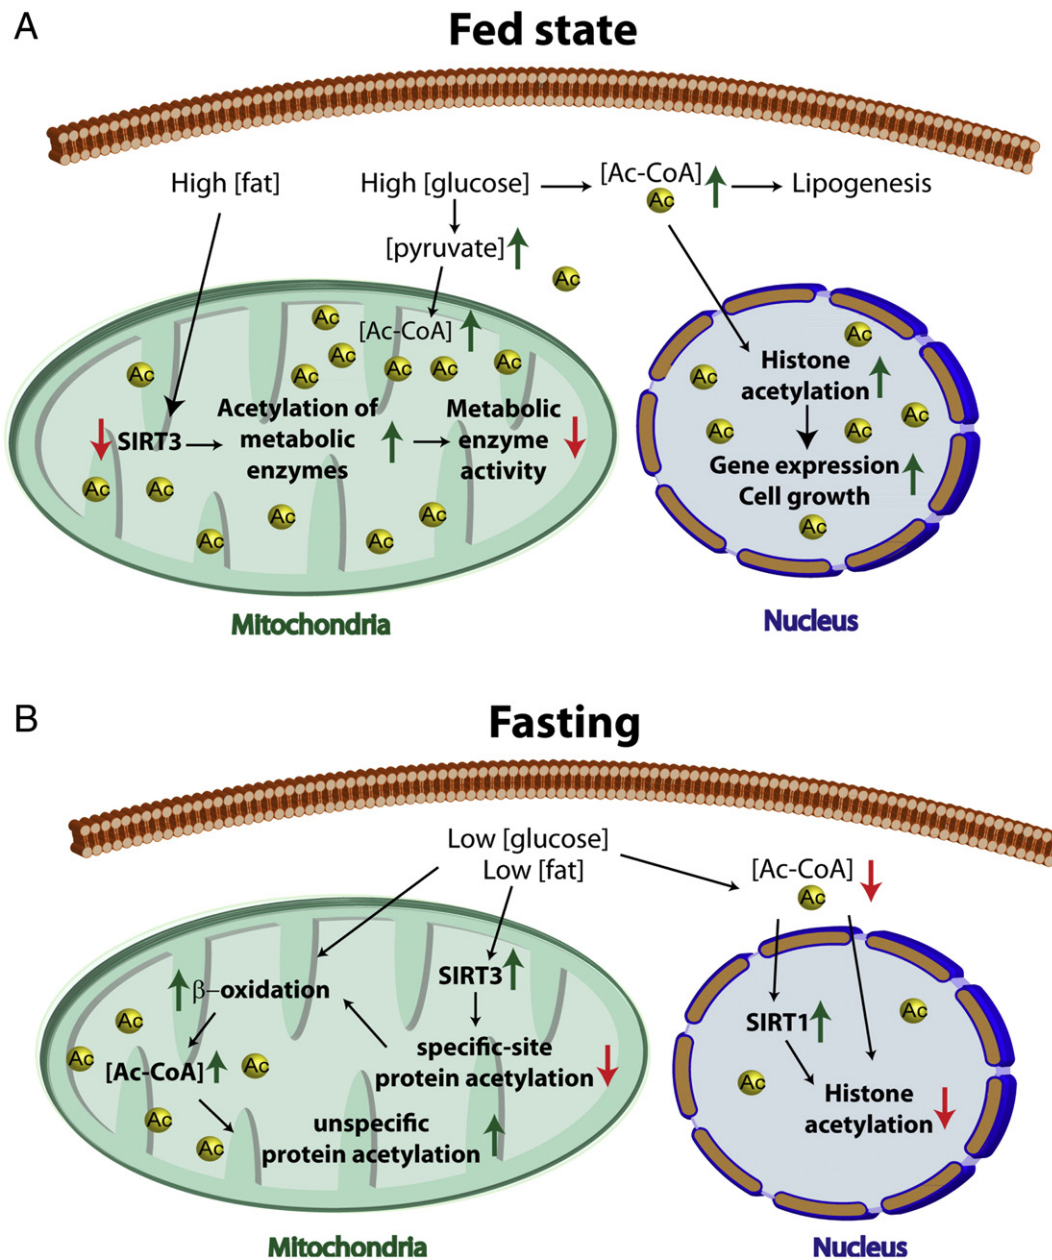 A
Fed state
High [fat]
High [glucose]
[Ac-CoA]
Ac
Lipogenesis
[pyruvate]
Ac
[Ac-CoA]
Ac
Ac
Ac
Ac
Ac
Ac
Ac
SIRT3
Acetylation of
metabolic
enzymes
Metabolic
enzyme
activity
Ac
Ac
Ac
Ac
Ac
Ac
Mitochondria
Ac
Ac
Histone
acetylation
Ac
Ac
Ac
Gene expression
Cell growth
Ac
Nucleus
B
Fasting
Low [glucose]
Low [fat]
[Ac-CoA]
Ac
SIRT3
β-oxidation
Ac
Ac
[Ac-CoA]
Ac
specific-site
protein acetylation
Ac
Ac
unspecific
protein acetylation
Mitochondria
Ac
SIRT1
Ac
Histone
acetylation
Nucleus